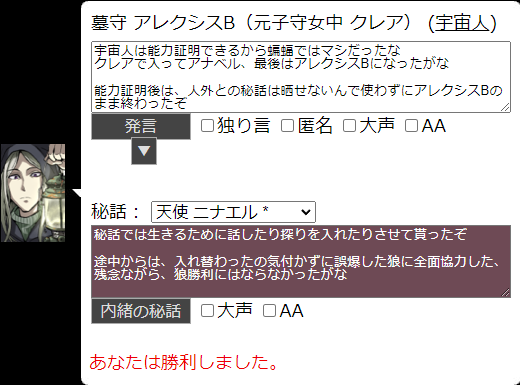 墓守 アレクシスB（元子守女中 クレア） (宇宙人)
宇宙人は能力証明できるから蝙蝠ではマシだったな
クレアで入ってアナベル、最後はアレクシスBになったがな
能力証明後は、人外との秘話は晒せないんで使わずにアレクシスBの
まま終わったぞ
発言 独り言 匿名 大声 AA
▼
秘話： 天使 ニナエル *
秘話では生きるために話したり探りを入れたりさせて貰ったぞ
途中からは、入れ替わったの気付かずに誤爆した狼に全面協力した、
残念ながら、狼勝利にはならなかったがな
内緒の秘話 大声 AA
あなたは勝利しました。